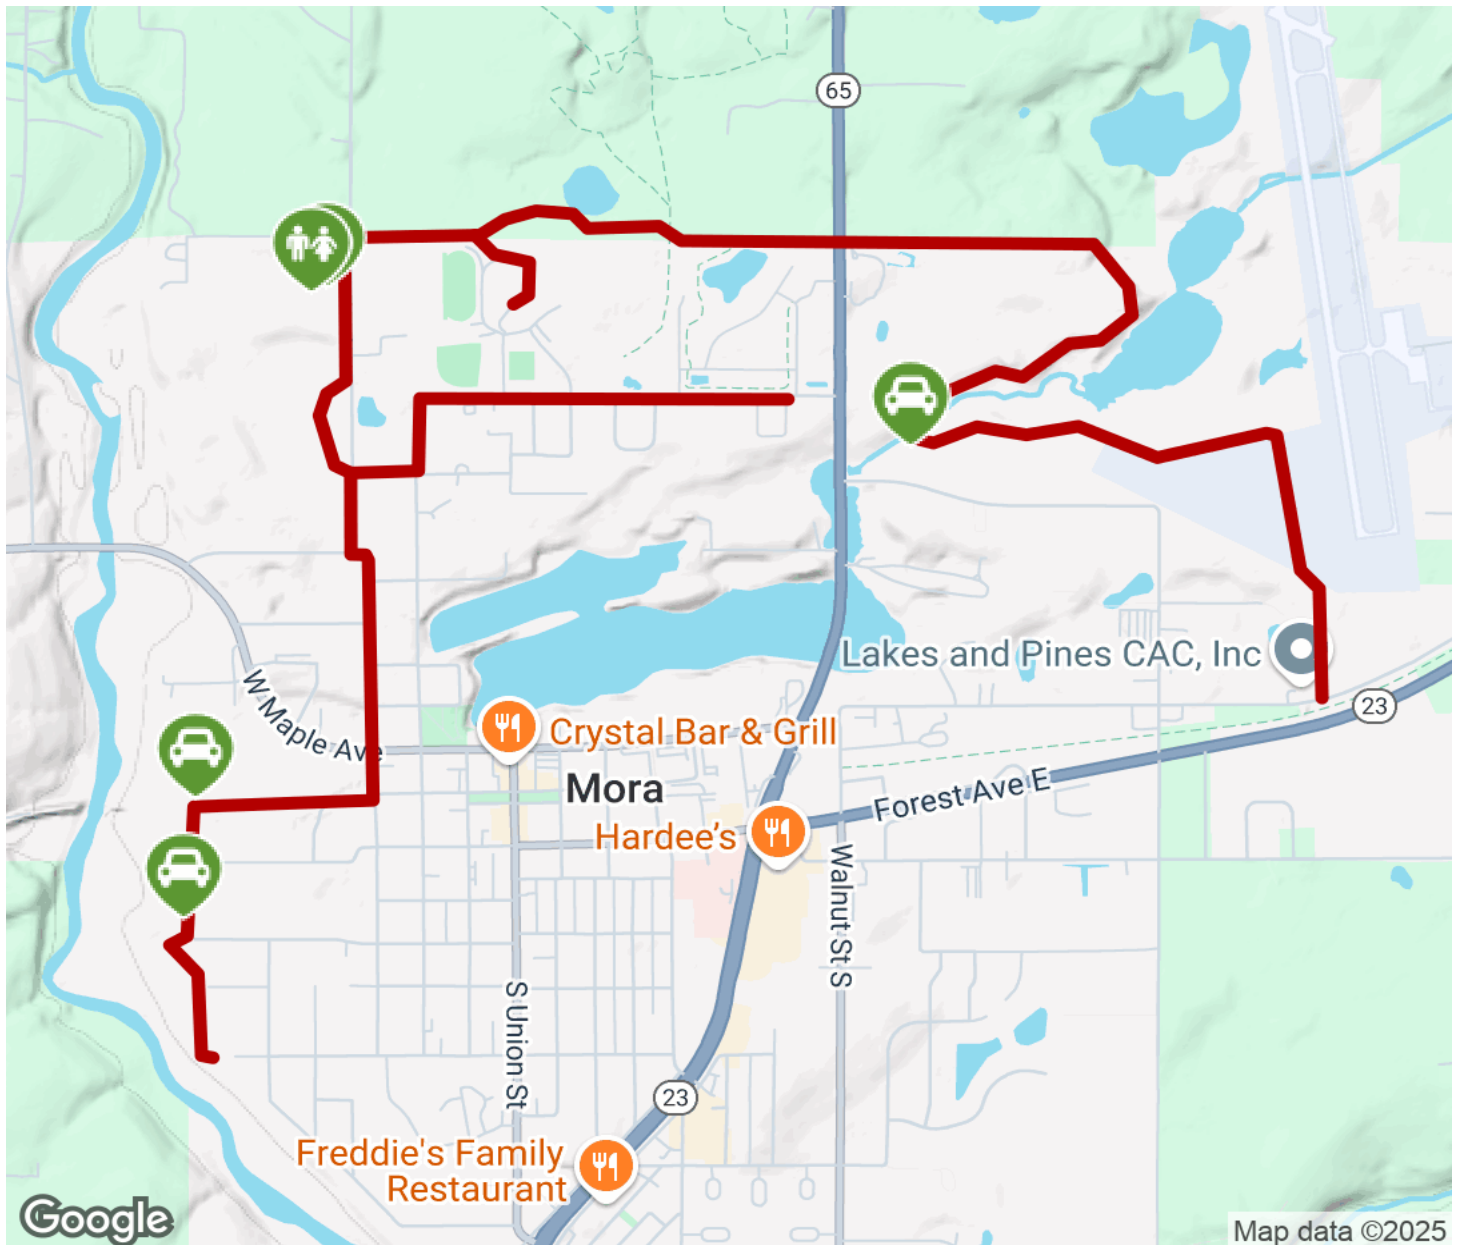 65
Lakes and Pines CAC, Inc
23
W Maple Ave
Crystal Bar & Grill
Mora
Forest Ave E
Hardee's
Walnut St S
S Union St
23
Freddie's Family
Restaurant
Google
Map data ©2025